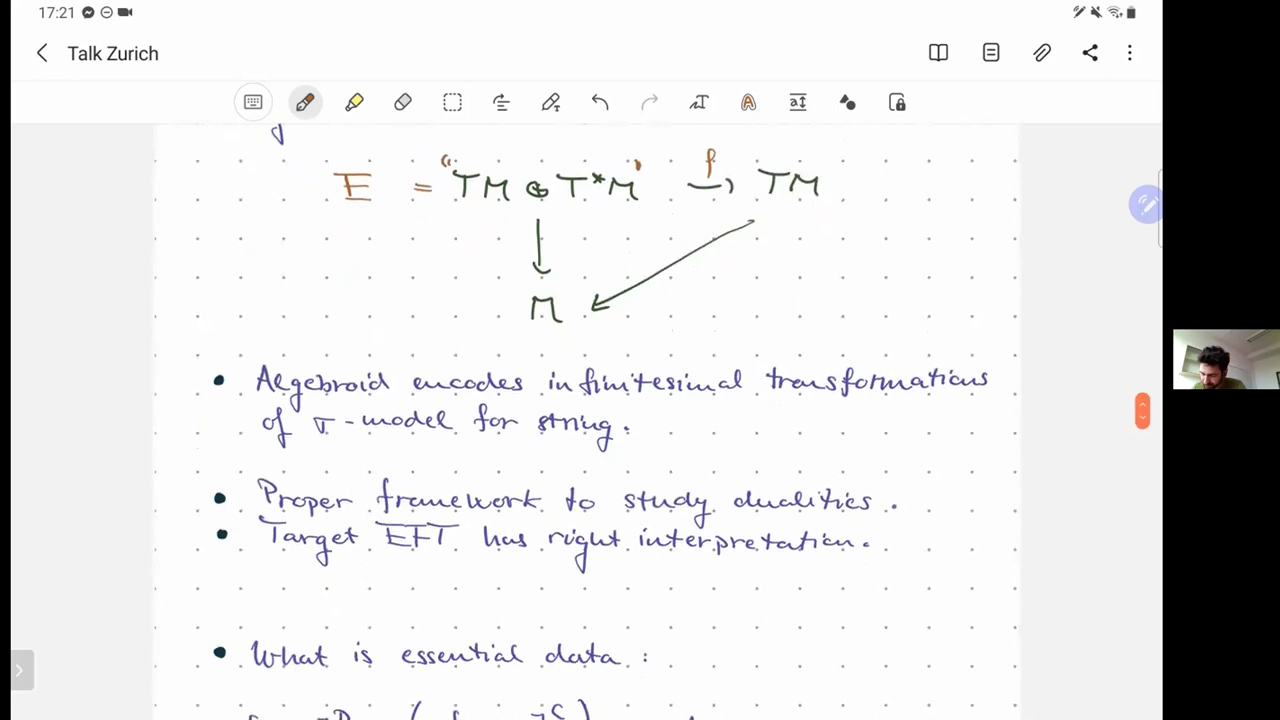 17:21
Talk Zurich
E = "TM ⊕ T*M" →ρ TM
↓
M
• Algebroid encodes infinitesimal transformations
of σ-model for string.
• Proper framework to study dualities.
• Target EFT has right interpretation.
• What is essential data :